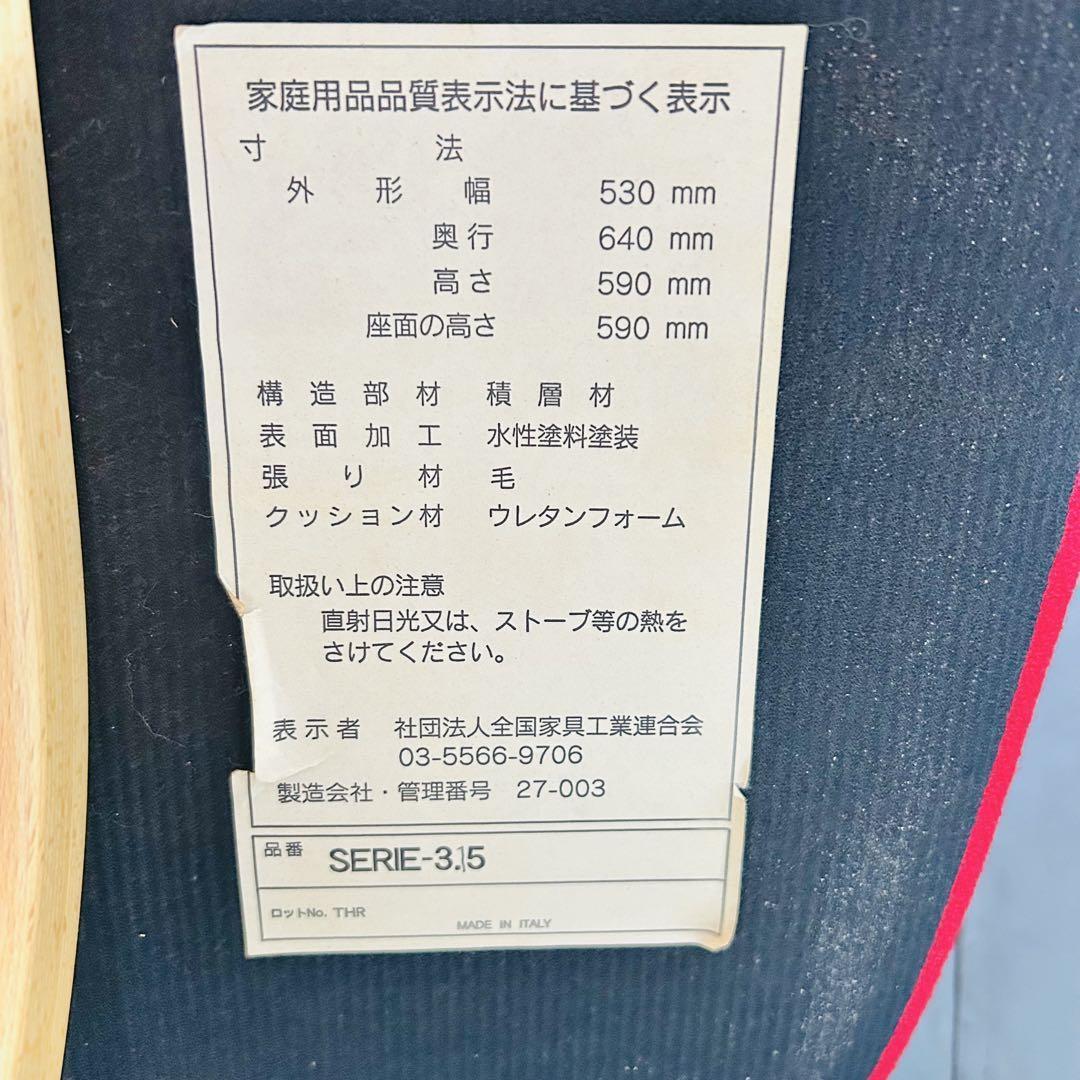 家庭用品品質表示法に基づく表示
寸法
外形幅 530 mm
奥行 640 mm
高さ 590 mm
座面の高さ 590 mm
構造部材 積層材
表面加工 水性塗料塗装
張り材 毛
クッション材 ウレタンフォーム
取扱い上の注意
直射日光又は、ストーブ等の熱を
さけてください。
表示者 社団法人全国家具工業連合会
03-5566-9706
製造会社・管理番号 27-003
品番 SERIE-3.15
ロットNo. THR
MADE IN ITALY